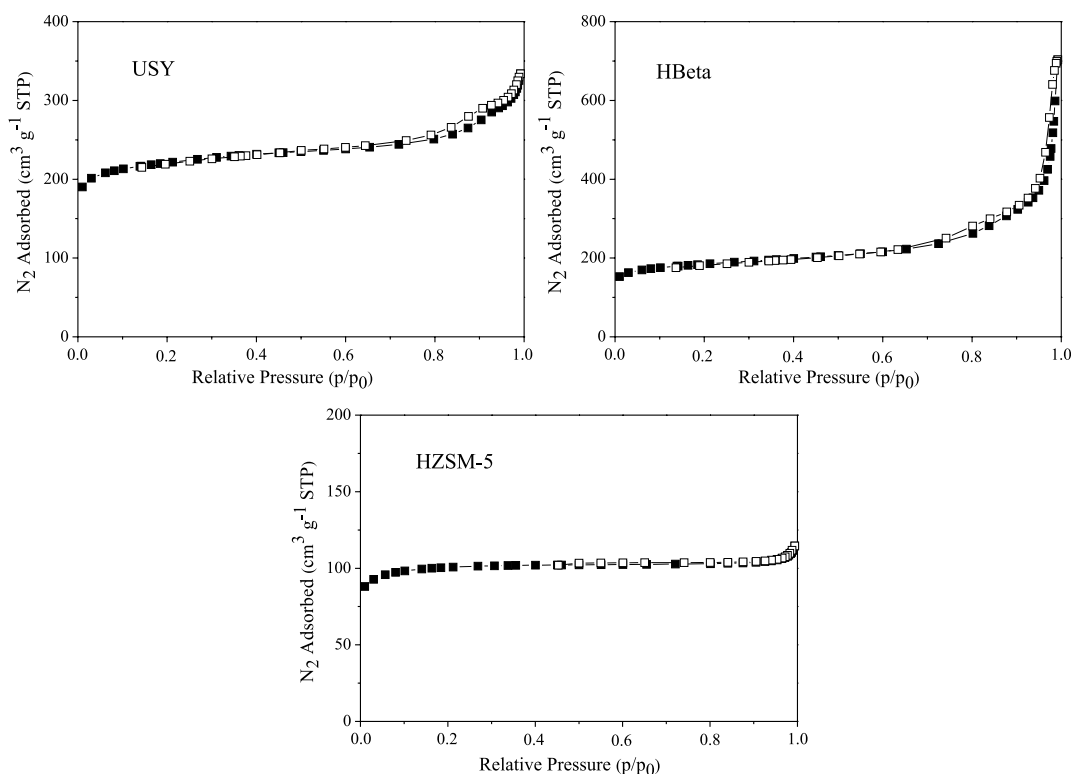 USY
N2 Adsorbed (cm3 g-1 STP)
400
300
200
100
0
0.0 0.2 0.4 0.6 0.8 1.0
Relative Pressure (p/p0)
HBeta
N2 Adsorbed (cm3 g-1 STP)
800
600
400
200
0
0.0 0.2 0.4 0.6 0.8 1.0
Relative Pressure (p/p0)
HZSM-5
N2 Adsorbed (cm3 g-1 STP)
200
150
100
50
0
0.0 0.2 0.4 0.6 0.8 1.0
Relative Pressure (p/p0)